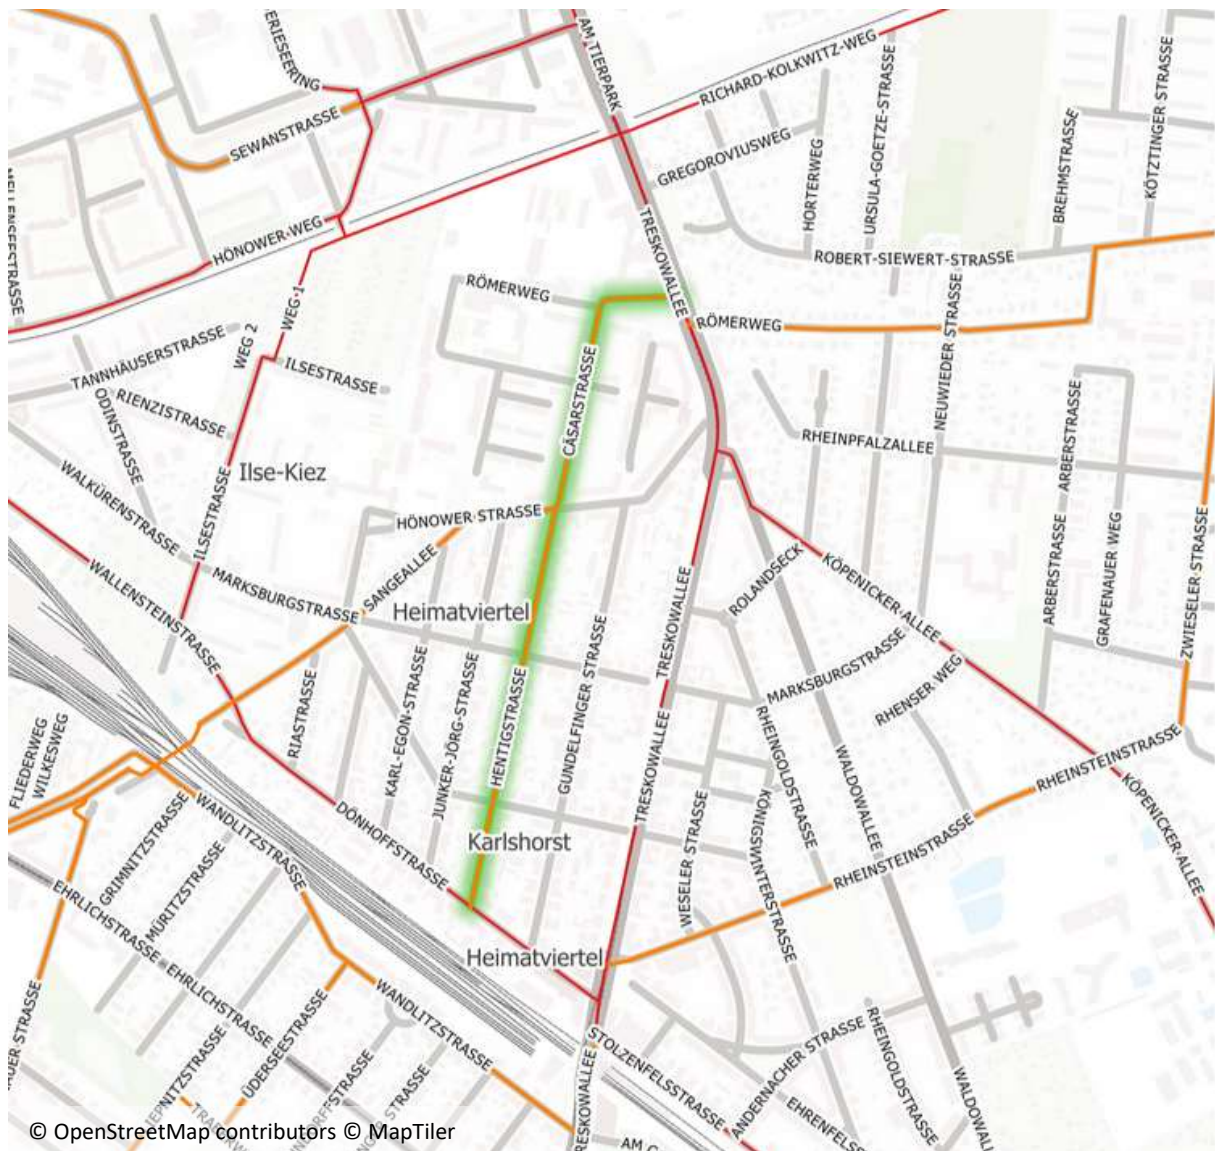 AM TIERPARK
RICHARD-KOLKWITZ-WEG
SEWANSTRASSE
GREGOROVIUSWEG
HORTERWEG
URSULA-GOETZE-STRASSE
BREHMSTRASSE
KÖTZTINGER STRASSE
HÖNOWER WEG
TRESKOWALLEE
ROBERT-SIEWERT-STRASSE
RÖMERWEG
RÖMERWEG
WEG 1
WEG 2
TANNHÄUSERSTRASSE
ILSESTRASSE
RIENZISTRASSE
ODINSTRASSE
CÄSARSTRASSE
NEUWIEDER STRASSE
RHEINPFALZALLEE
ARBERSTRASSE
WALKÜRENSTRASSE
Ilse-Kiez
ILSESTRASSE
HÖNOWER STRASSE
ARBERSTRASSE
GRAFENAUER WEG
ZWIESELER STRASSE
WALLENSTEINSTRASSE
MARKSBURGSTRASSE
SANGEALLEE
Heimatviertel
ROLANDSECK
KÖPENICKER ALLEE
TRESKOWALLEE
MARKSBURGSTRASSE
RHENSER WEG
RIASTRASSE
KARL-EGON-STRASSE
JUNKER-JÖRG-STRASSE
HENTIGSTRASSE
GUNDELFINGER STRASSE
TRESKOWALLEE
RHEINGOLDSTRASSE
WALDOWALLEE
RHEINSTEINSTRASSE
FLIEDERWEG
WILKESWEG
WANDLITZSTRASSE
DÖNHOFFSTRASSE
Karlshorst
WESELER STRASSE
KÖNIGSWINTERSTRASSE
RHEINSTEINSTRASSE
KÖPENICKER ALLEE
GRIMNITZSTRASSE
MÜRITZSTRASSE
EHRLICHSTRASSE
EHRLICHSTRASSE
Heimatviertel
WANDLITZSTRASSE
ÜDERSEESTRASSE
STOLZENFELSSTRASSE
ANDERNACHER STRASSE
RHEINGOLDSTRASSE
EHRENFELS
WALDOWALL
RESKOWALLEE
© OpenStreetMap contributors © MapTiler